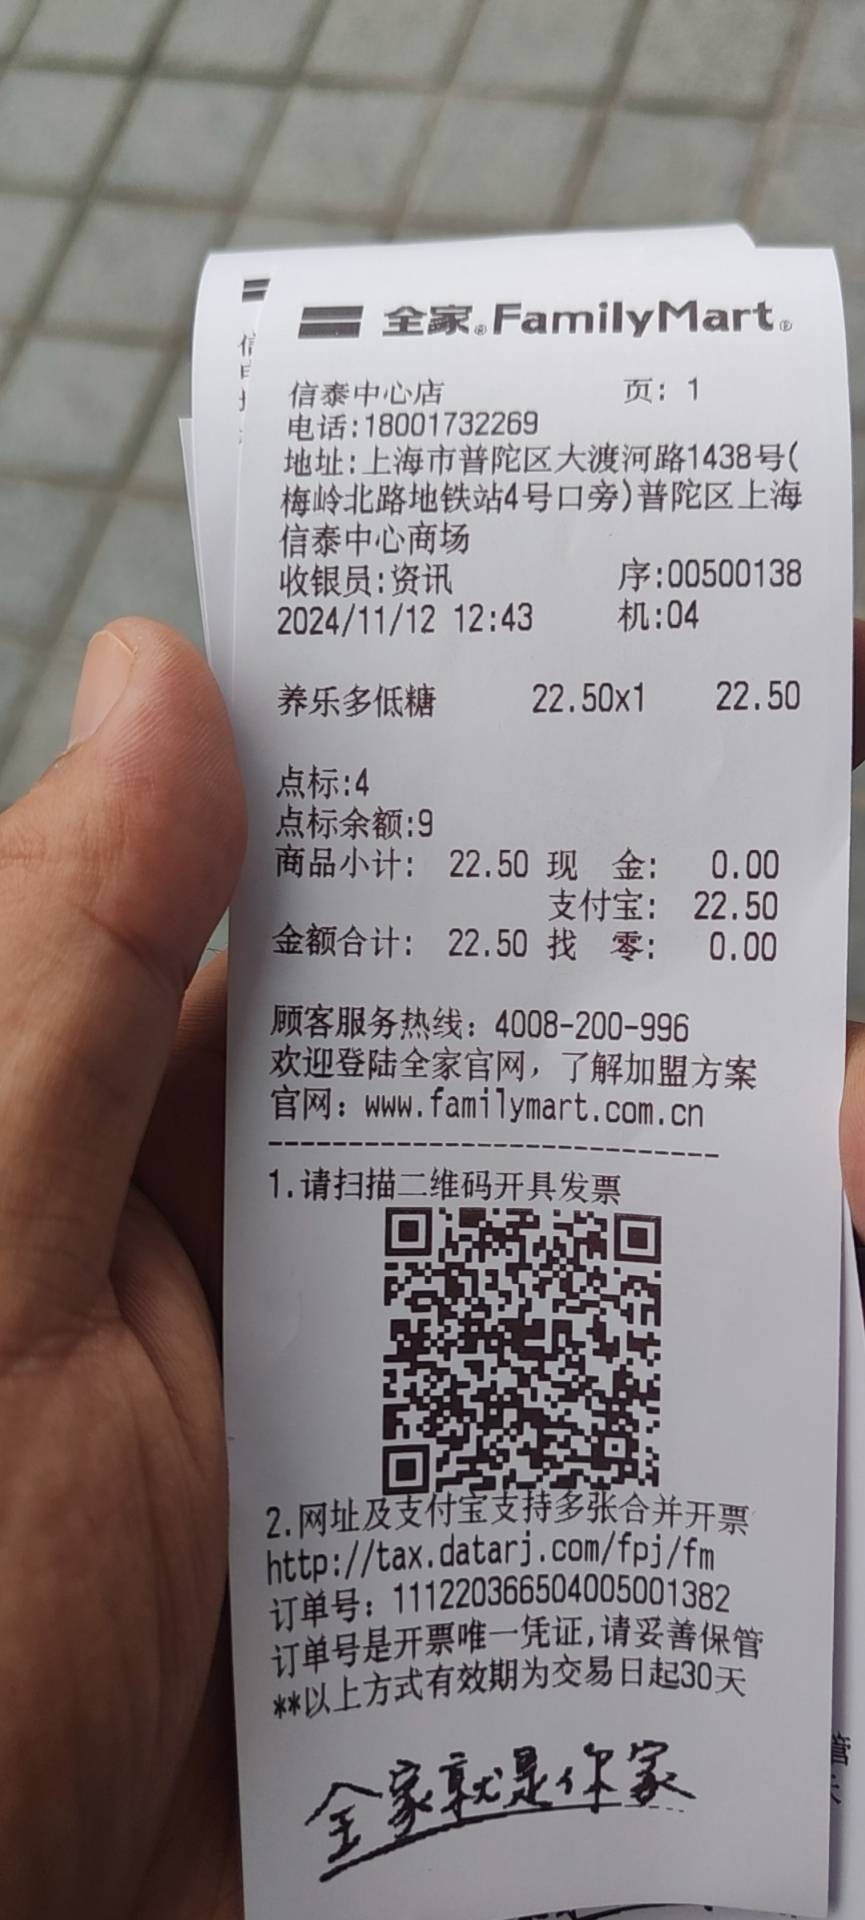 全家®FamilyMart®
信泰中心店 页: 1
电话:18001732269
地址:上海市普陀区大渡河路1438号(
梅岭北路地铁站4号口旁)普陀区上海
信泰中心商场
收银员:资讯 序:00500138
2024/11/12 12:43 机:04
养乐多低糖 22.50x1 22.50
点标:4
点标余额:9
商品小计: 22.50 现 金: 0.00
支付宝: 22.50
金额合计: 22.50 找 零: 0.00
顾客服务热线: 4008-200-996
欢迎登陆全家官网，了解加盟方案
官网: www.familymart.com.cn
----------------------------
1.请扫描二维码开具发票
2.网址及支付宝支持多张合并开票
http://tax.datarj.com/fpj/fm
订单号: 111220366504005001382
订单号是开票唯一凭证,请妥善保管
**以上方式有效期为交易日起30天
全家就是你家